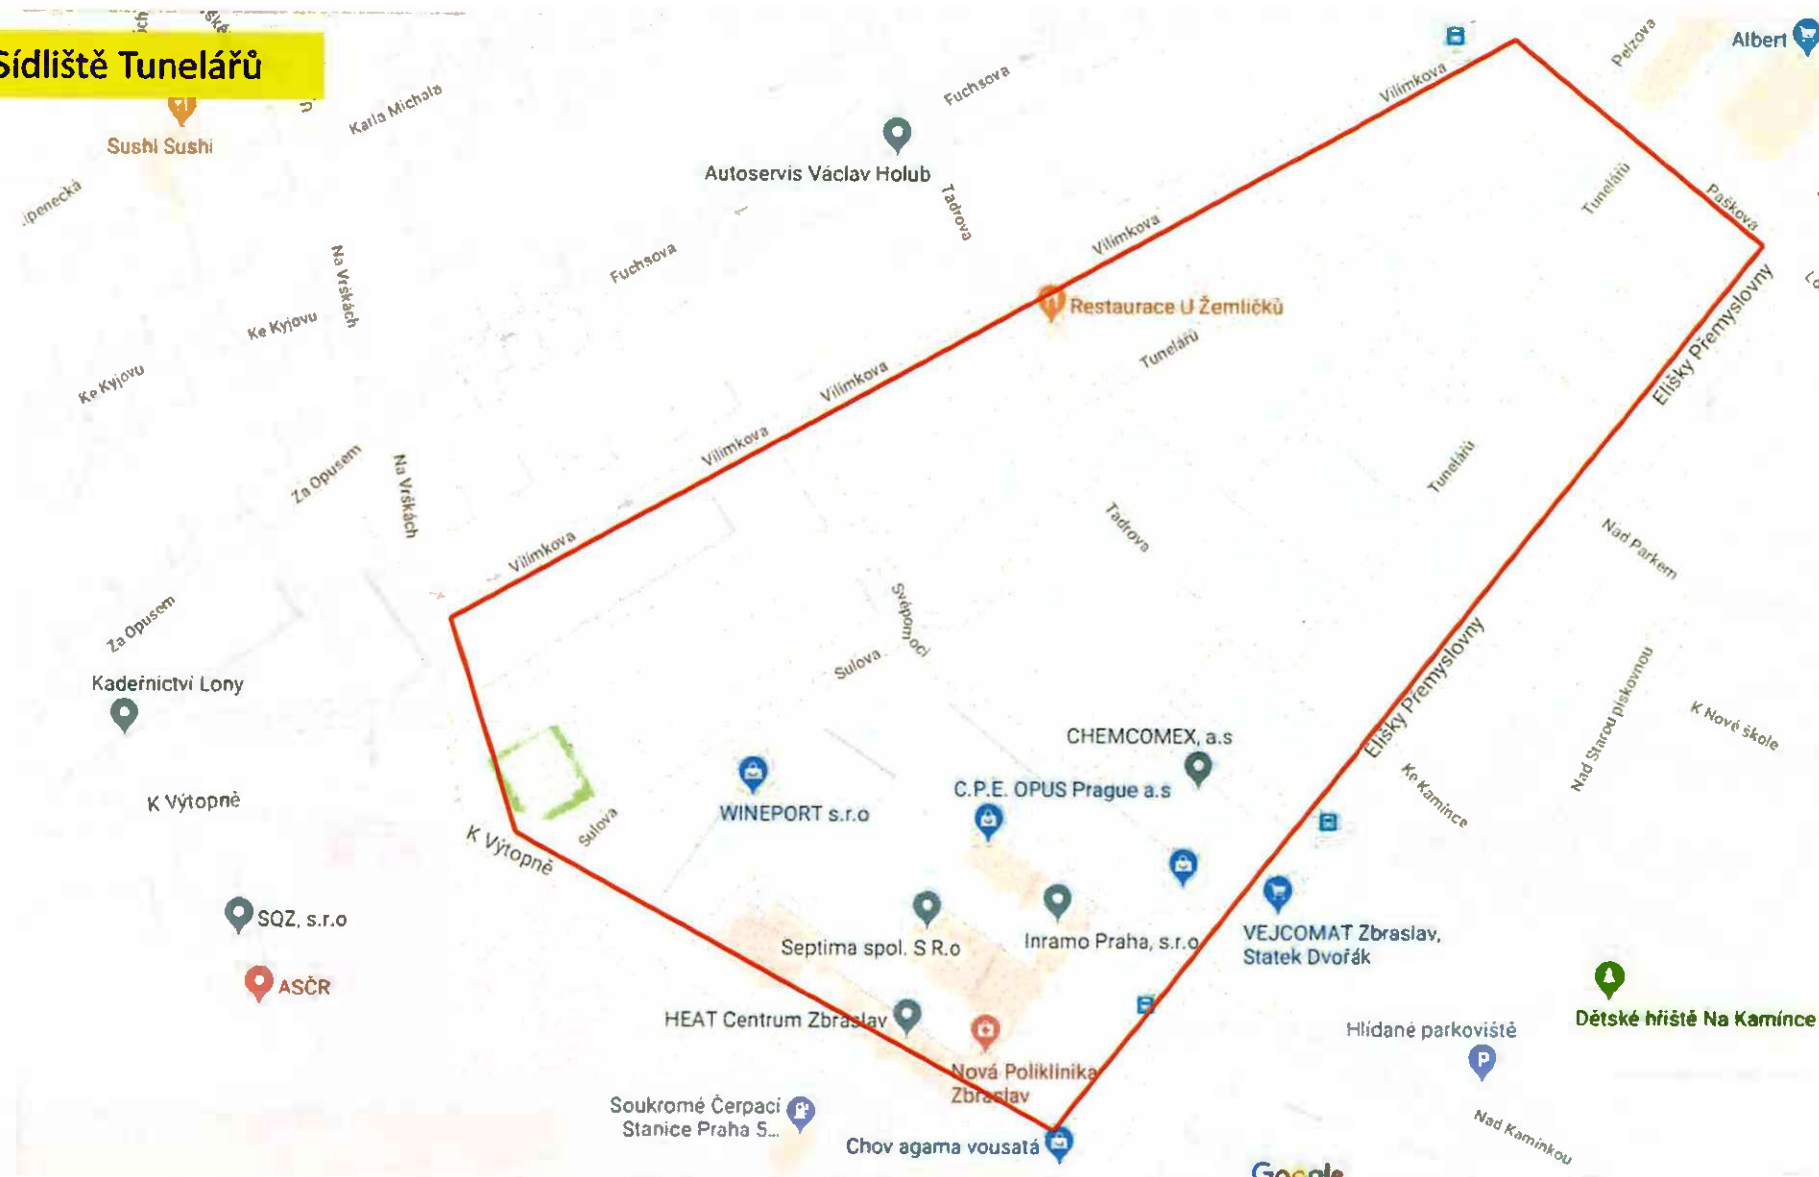 Sídliště Tunelářů
Albert
Pelzova
Vilímkova
Fuchsova
Karla Michala
Sushi Sushi
Autoservis Václav Holub
Tunelářů
Paškova
Tadrova
Vilímkova
Fuchsova
Na Vrškách
Restaurace U Žemličků
Ke Kyjovu
Tunelářů
Elišky Přemyslovny
Ke Kyjovu
Vilímkova
Vilímkova
Za Opusem
Na Vrškách
Tunelářů
Tadrova
Vilímkova
Nad Parkem
Za Opusem
Svépomoci
Sulova
Elišky Přemyslovny
Kadeřnictví Lony
Nad Starou pískovnou
K Nové škole
CHEMCOMEX, a.s
C.P.E. OPUS Prague a.s
Ke Kamínce
K Výtopně
WINEPORT s.r.o
Sulova
K Výtopně
SQZ, s.r.o
Septima spol. S R.o
Inramo Praha, s.r.o
VEJCOMAT Zbraslav,
Statek Dvořák
ASČR
HEAT Centrum Zbraslav
Dětské hřiště Na Kamínce
Hlídané parkoviště
P
Nová Poliklinika
Zbraslav
Soukromé Čerpací
Stanice Praha 5...
Chov agama vousatá
Nad Kamínkou
Google